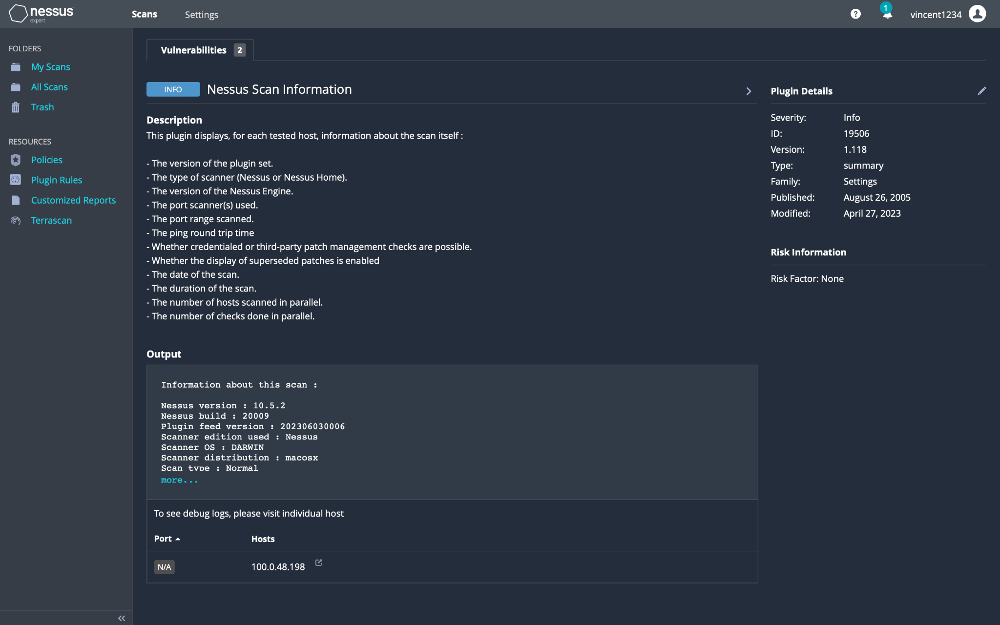 nessus
expert
Scans
Settings
?
1
vincent1234
FOLDERS
My Scans
All Scans
Trash
RESOURCES
Policies
Plugin Rules
Customized Reports
Terrascan
Vulnerabilities 2
INFO Nessus Scan Information
Description
This plugin displays, for each tested host, information about the scan itself :
- The version of the plugin set.
- The type of scanner (Nessus or Nessus Home).
- The version of the Nessus Engine.
- The port scanner(s) used.
- The port range scanned.
- The ping round trip time
- Whether credentialed or third-party patch management checks are possible.
- Whether the display of superseded patches is enabled
- The date of the scan.
- The duration of the scan.
- The number of hosts scanned in parallel.
- The number of checks done in parallel.
Output
Information about this scan :
Nessus version : 10.5.2
Nessus build : 20009
Plugin feed version : 202306030006
Scanner edition used : Nessus
Scanner OS : DARWIN
Scanner distribution : macosx
Scan type : Normal
more...
To see debug logs, please visit individual host
Port Hosts
N/A 100.0.48.198
Plugin Details
Severity: Info
ID: 19506
Version: 1.118
Type: summary
Family: Settings
Published: August 26, 2005
Modified: April 27, 2023
Risk Information
Risk Factor: None